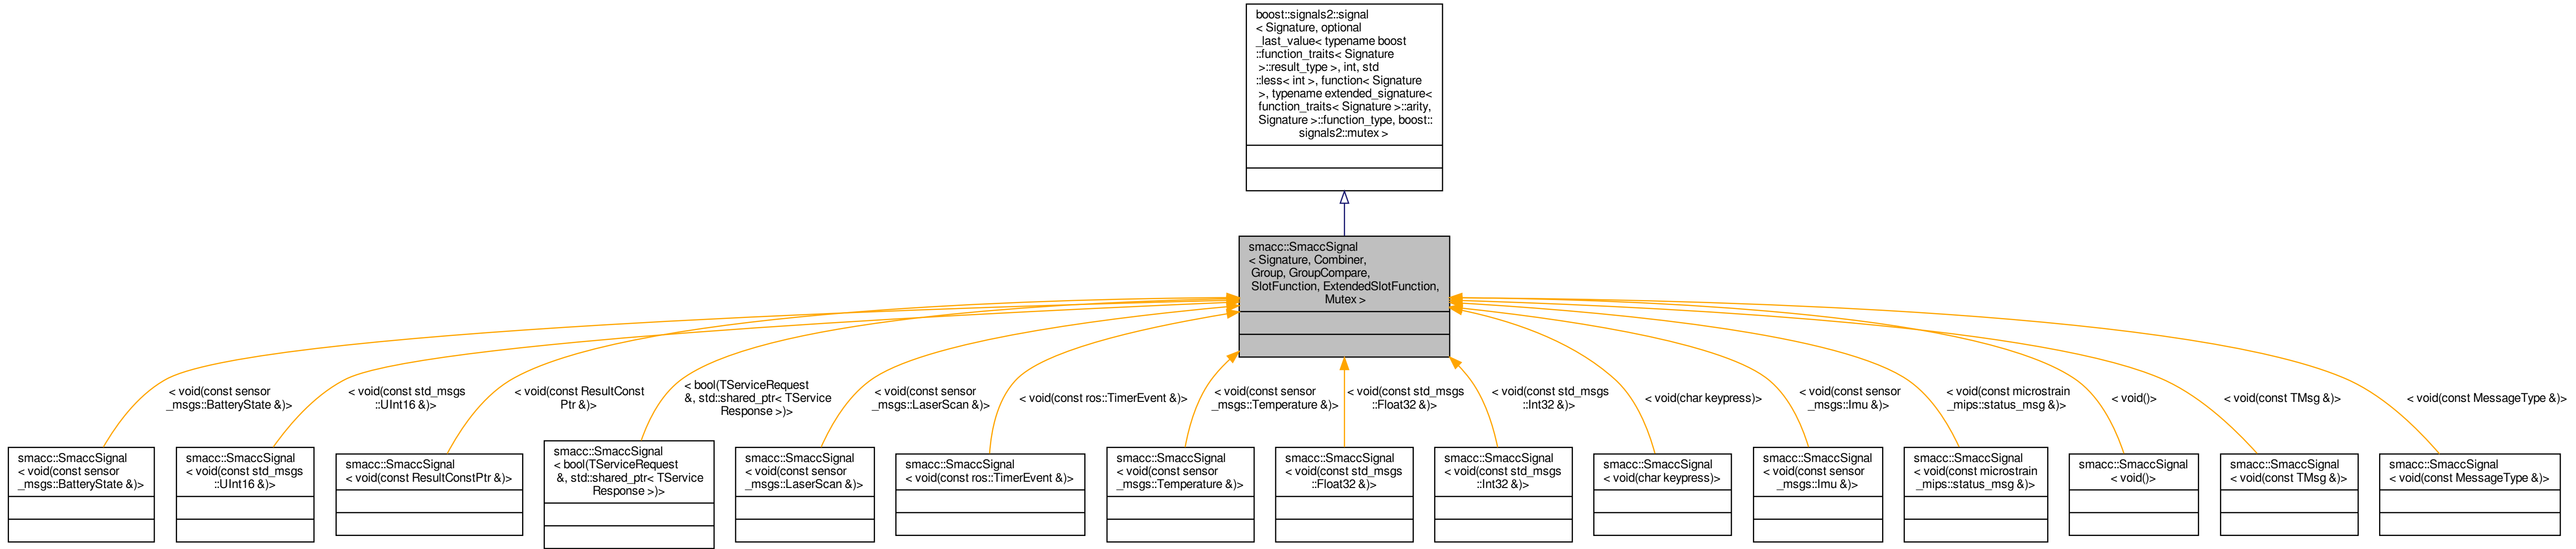 boost::signals2::signal
< Signature, optional
_last_value< typename boost
::function_traits< Signature
>::result_type >, int, std
::less< int >, function< Signature
>, typename extended_signature<
function_traits< Signature >::arity,
Signature >::function_type, boost::
signals2::mutex >
smacc::SmaccSignal
< Signature, Combiner,
Group, GroupCompare,
SlotFunction, ExtendedSlotFunction,
Mutex >
< void(const sensor
_msgs::BatteryState &)>
< void(const std_msgs
::UInt16 &)>
< void(const ResultConst
Ptr &)>
< bool(TServiceRequest
&, std::shared_ptr< TService
Response >)>
< void(const sensor
_msgs::LaserScan &)>
< void(const ros::TimerEvent &)>
< void(const sensor
_msgs::Temperature &)>
< void(const std_msgs
::Float32 &)>
< void(const std_msgs
::Int32 &)>
< void(char keypress)>
< void(const sensor
_msgs::Imu &)>
< void(const microstrain
_mips::status_msg &)>
< void()>
< void(const TMsg &)>
< void(const MessageType &)>
smacc::SmaccSignal
< void(const sensor
_msgs::BatteryState &)>
smacc::SmaccSignal
< void(const std_msgs
::UInt16 &)>
smacc::SmaccSignal
< void(const ResultConstPtr &)>
smacc::SmaccSignal
< bool(TServiceRequest
&, std::shared_ptr< TService
Response >)>
smacc::SmaccSignal
< void(const sensor
_msgs::LaserScan &)>
smacc::SmaccSignal
< void(const ros::TimerEvent &)>
smacc::SmaccSignal
< void(const sensor
_msgs::Temperature &)>
smacc::SmaccSignal
< void(const std_msgs
::Float32 &)>
smacc::SmaccSignal
< void(const std_msgs
::Int32 &)>
smacc::SmaccSignal
< void(char keypress)>
smacc::SmaccSignal
< void(const sensor
_msgs::Imu &)>
smacc::SmaccSignal
< void(const microstrain
_mips::status_msg &)>
smacc::SmaccSignal
< void()>
smacc::SmaccSignal
< void(const TMsg &)>
smacc::SmaccSignal
< void(const MessageType &)>